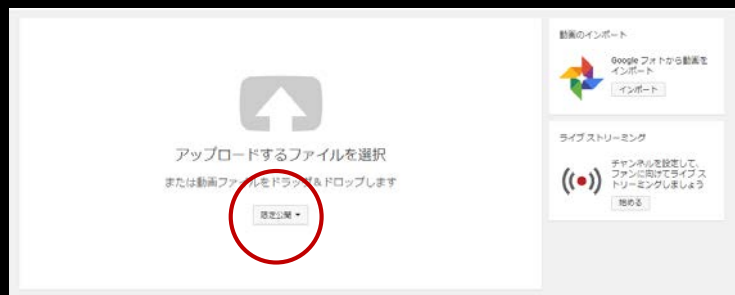 アップロードするファイルを選択
または動画ファイルをドラッグ&ドロップします
限定公開
動画のインポート
Google フォトから動画を
インポート
インポート
ライブ ストリーミング
チャンネルを設定して、
ファンに向けてライブ ス
トリーミングしましょう
始める